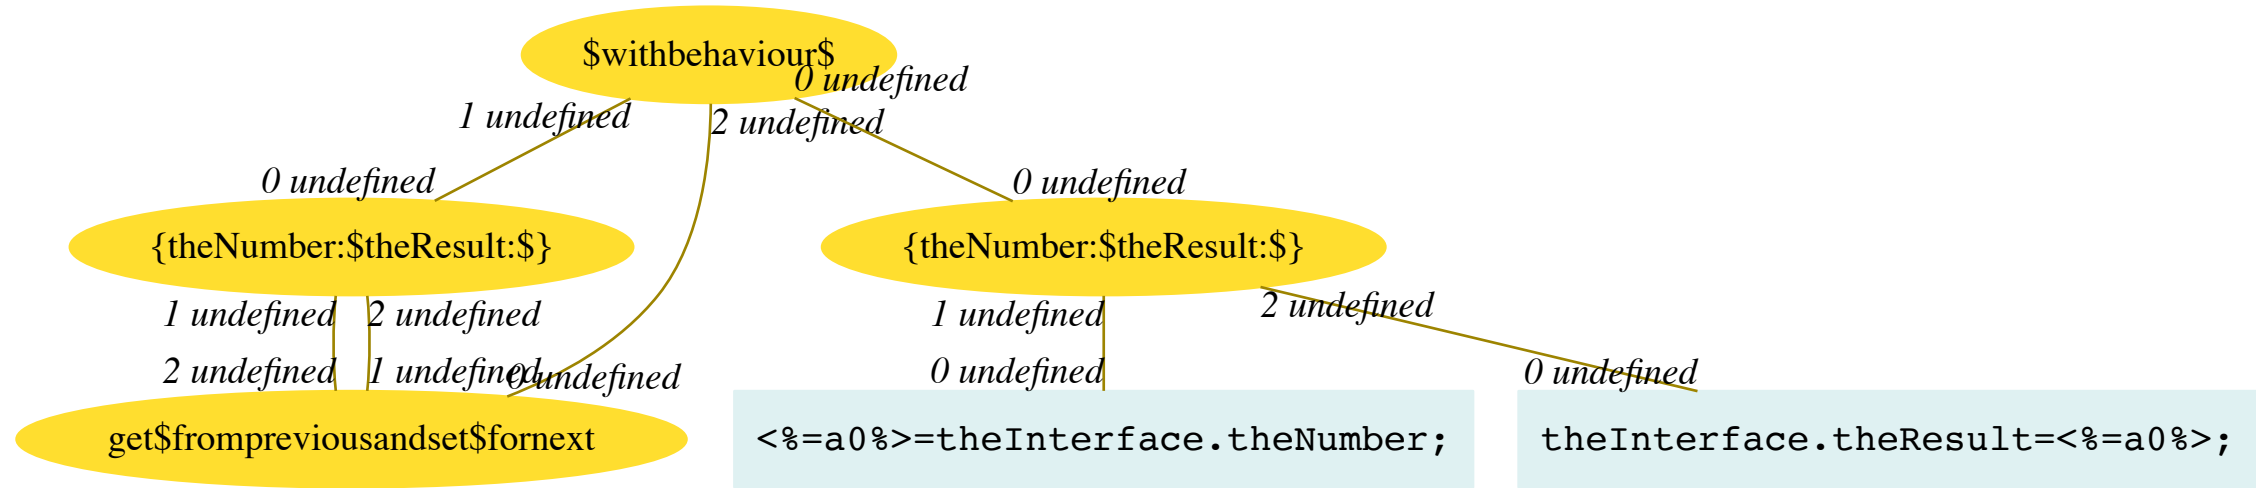 $withbehaviour$
0 undefined
1 undefined
2 undefined
0 undefined
0 undefined
{theNumber:$theResult:$}
{theNumber:$theResult:$}
1 undefined
2 undefined
1 undefined
2 undefined
2 undefined
1 undefined
0 undefined
0 undefined
0 undefined
get$frompreviousandset$fornext
<%=a0%>=theInterface.theNumber;
theInterface.theResult=<%=a0%>;